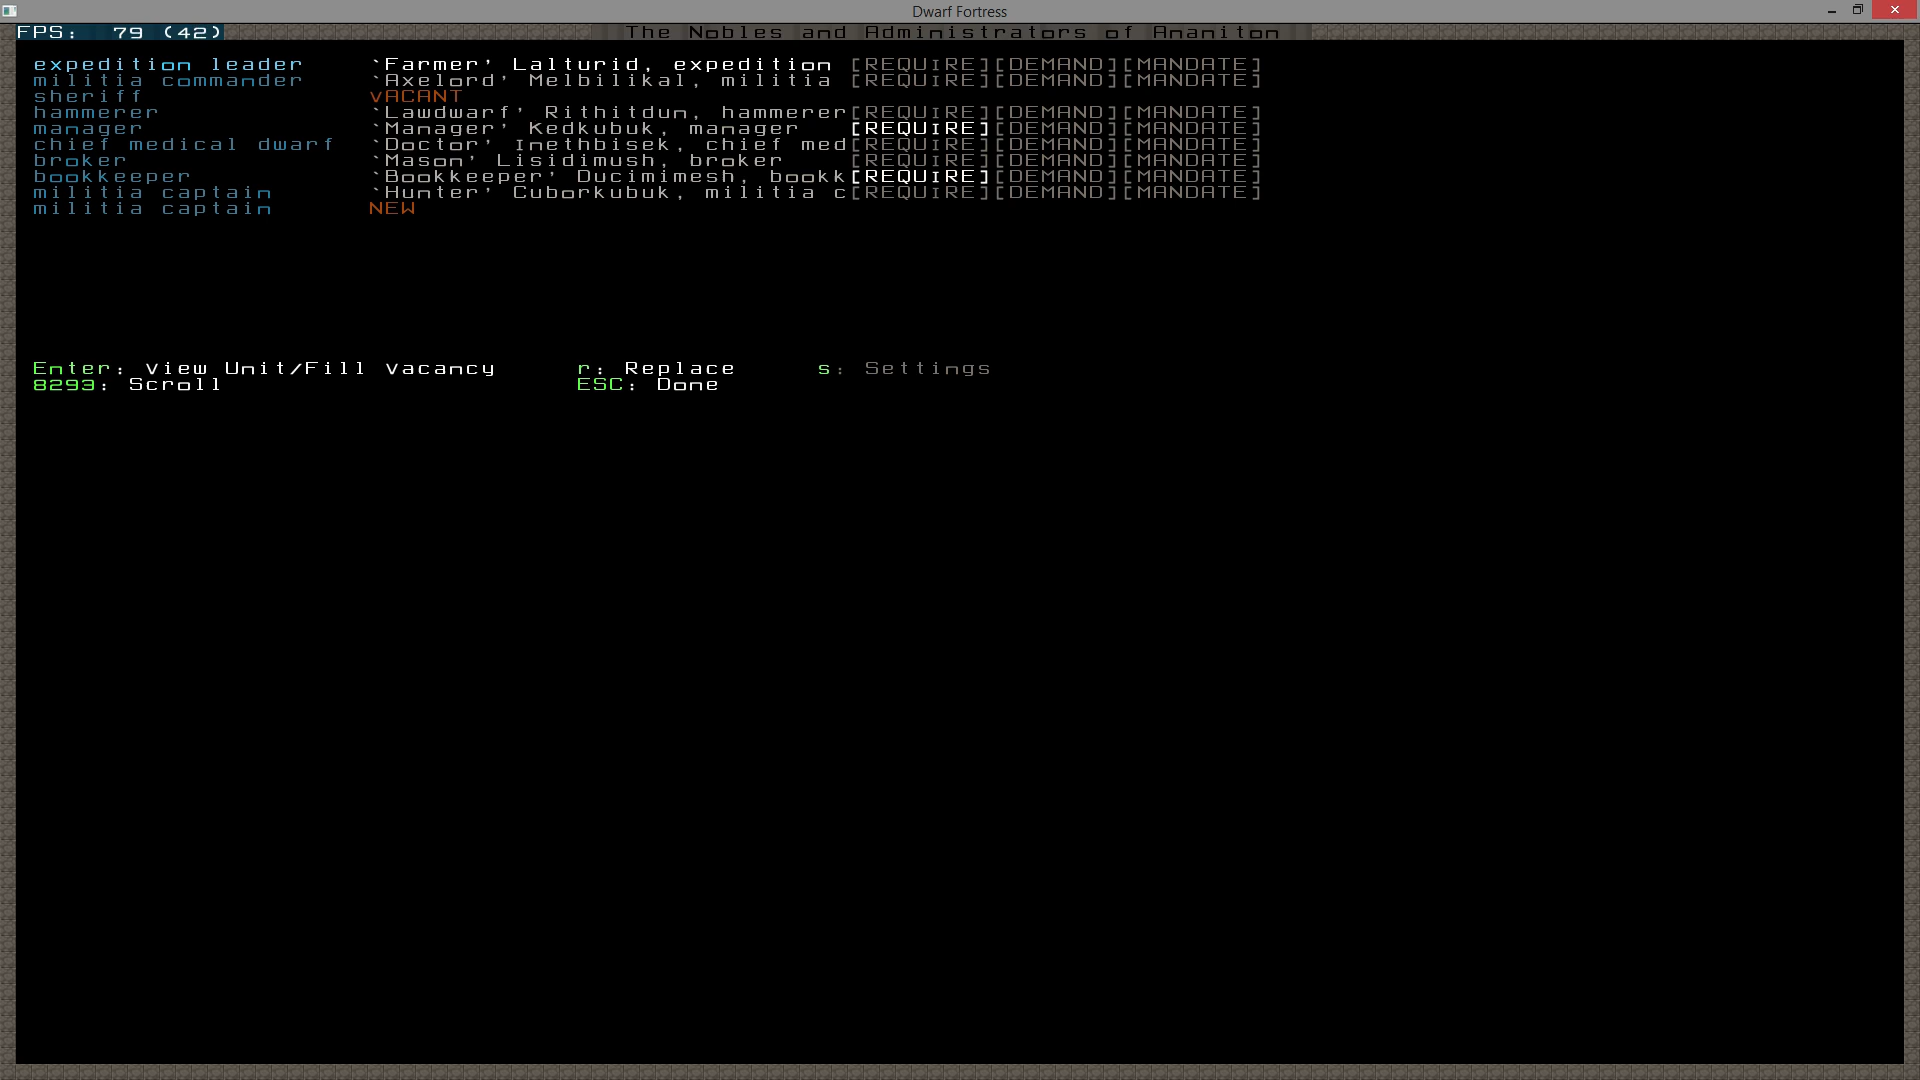 Dwarf Fortress
FPS: 79 (42)
The Nobles and Administrators of Ananiton
expedition leader `Farmer' Lalturid, expedition [REQUIRE][DEMAND][MANDATE]
militia commander `Axelord' Melbilikal, militia [REQUIRE][DEMAND][MANDATE]
sheriff VACANT
hammerer `Lawdwarf' Rithitdun, hammerer[REQUIRE][DEMAND][MANDATE]
manager `Manager' Kedkubuk, manager [REQUIRE][DEMAND][MANDATE]
chief medical dwarf `Doctor' Inethbisek, chief med[REQUIRE][DEMAND][MANDATE]
broker `Mason' Lisidimush, broker [REQUIRE][DEMAND][MANDATE]
bookkeeper `Bookkeeper' Ducimimesh, bookk[REQUIRE][DEMAND][MANDATE]
militia captain `Hunter' Cuborkubuk, militia c[REQUIRE][DEMAND][MANDATE]
militia captain NEW
Enter: View Unit/Fill Vacancy r: Replace s: Settings
8293: Scroll ESC: Done